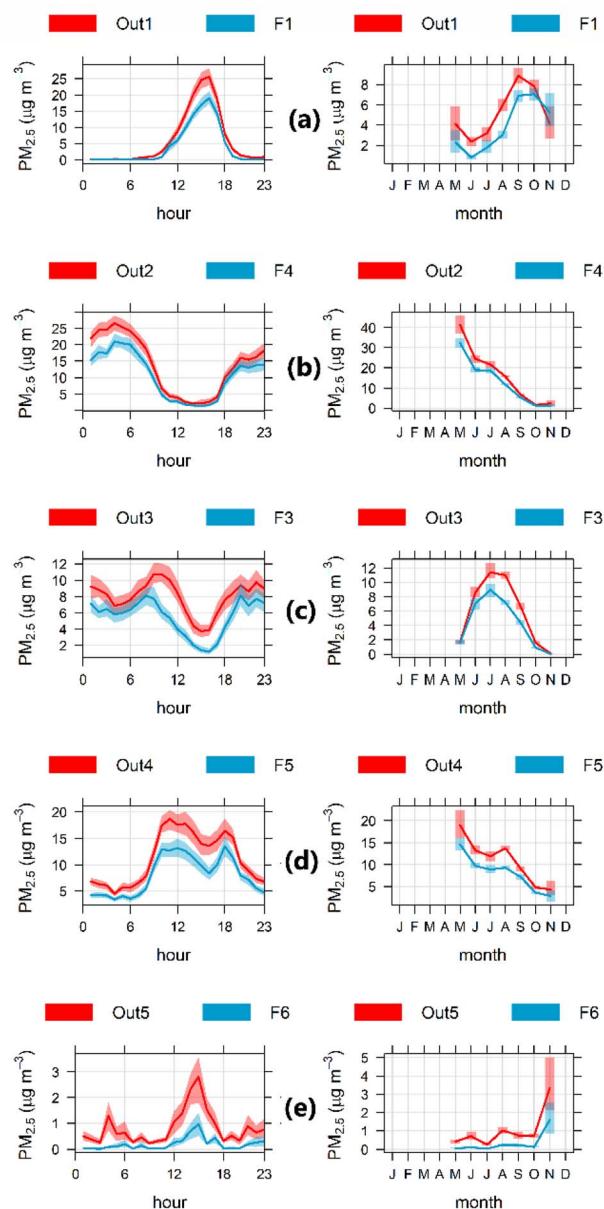 Out1 F1 Out1 F1
PM2.5 (µg m 3)
25
20
15
10
5
0
0 6 12 18 23
hour
(a)
PM2.5 (µg m 3)
8
6
4
2
J F M A M J J A S O N D
month
Out2 F4 Out2 F4
PM2.5 (µg m 3)
25
20
15
10
5
0 6 12 18 23
hour
(b)
PM2.5 (µg m 3)
40
30
20
10
0
J F M A M J J A S O N D
month
Out3 F3 Out3 F3
PM2.5 (µg m 3)
12
10
8
6
4
2
0 6 12 18 23
hour
(c)
PM2.5 (µg m 3)
12
10
8
6
4
2
0
J F M A M J J A S O N D
month
Out4 F5 Out4 F5
PM2.5 (µg m−3)
20
15
10
5
0 6 12 18 23
hour
(d)
PM2.5 (µg m−3)
20
15
10
5
J F M A M J J A S O N D
month
Out5 F6 Out5 F6
PM2.5 (µg m−3)
3
2
1
0
0 6 12 18 23
hour
(e)
PM2.5 (µg m−3)
5
4
3
2
1
0
J F M A M J J A S O N D
month